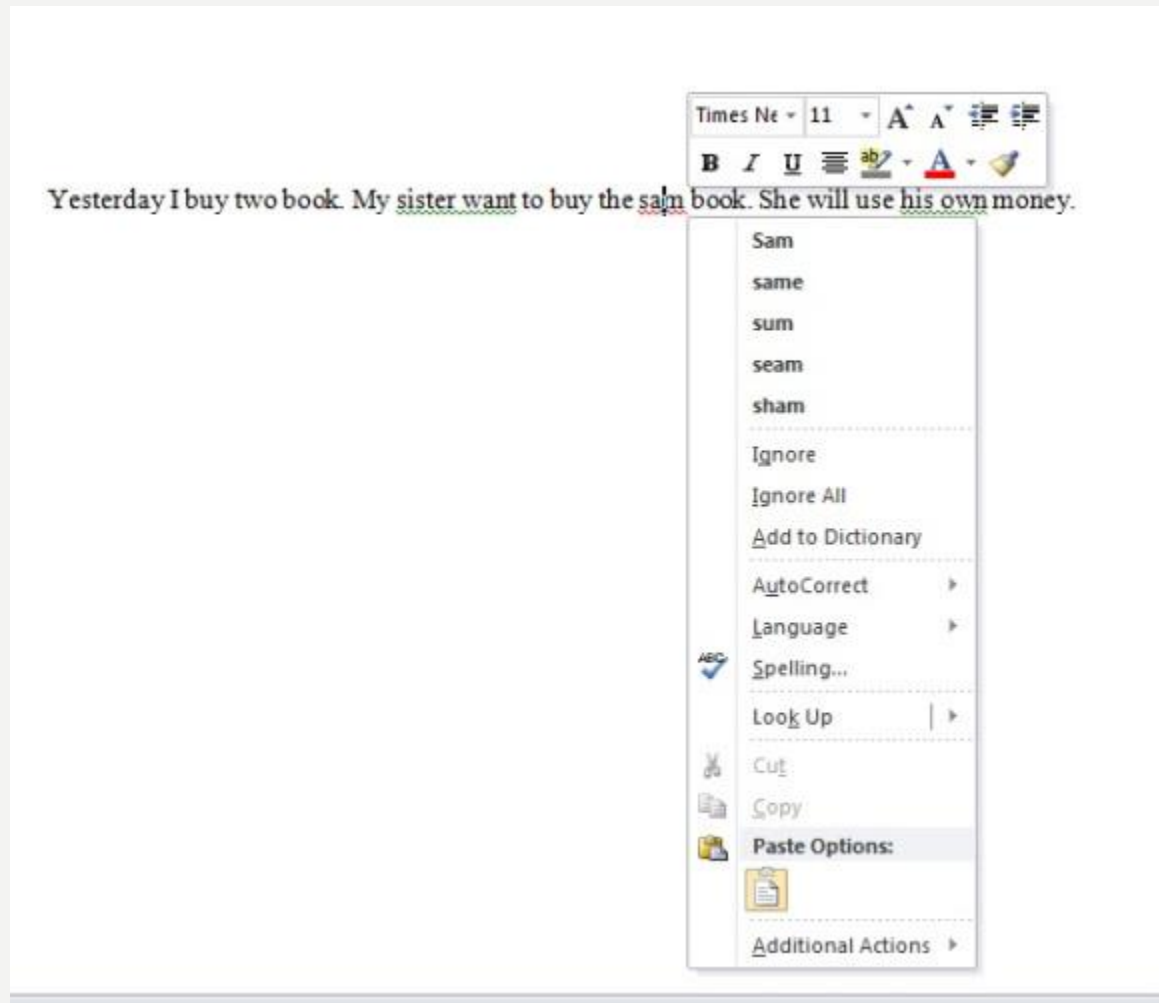 Times Ne 11 A A
B I U ab A
Yesterday I buy two book. My sister want to buy the sam book. She will use his own money.
Sam
same
sum
seam
sham
Ignore
Ignore All
Add to Dictionary
AutoCorrect
Language
ABC Spelling...
Look Up
Cut
Copy
Paste Options:
Additional Actions